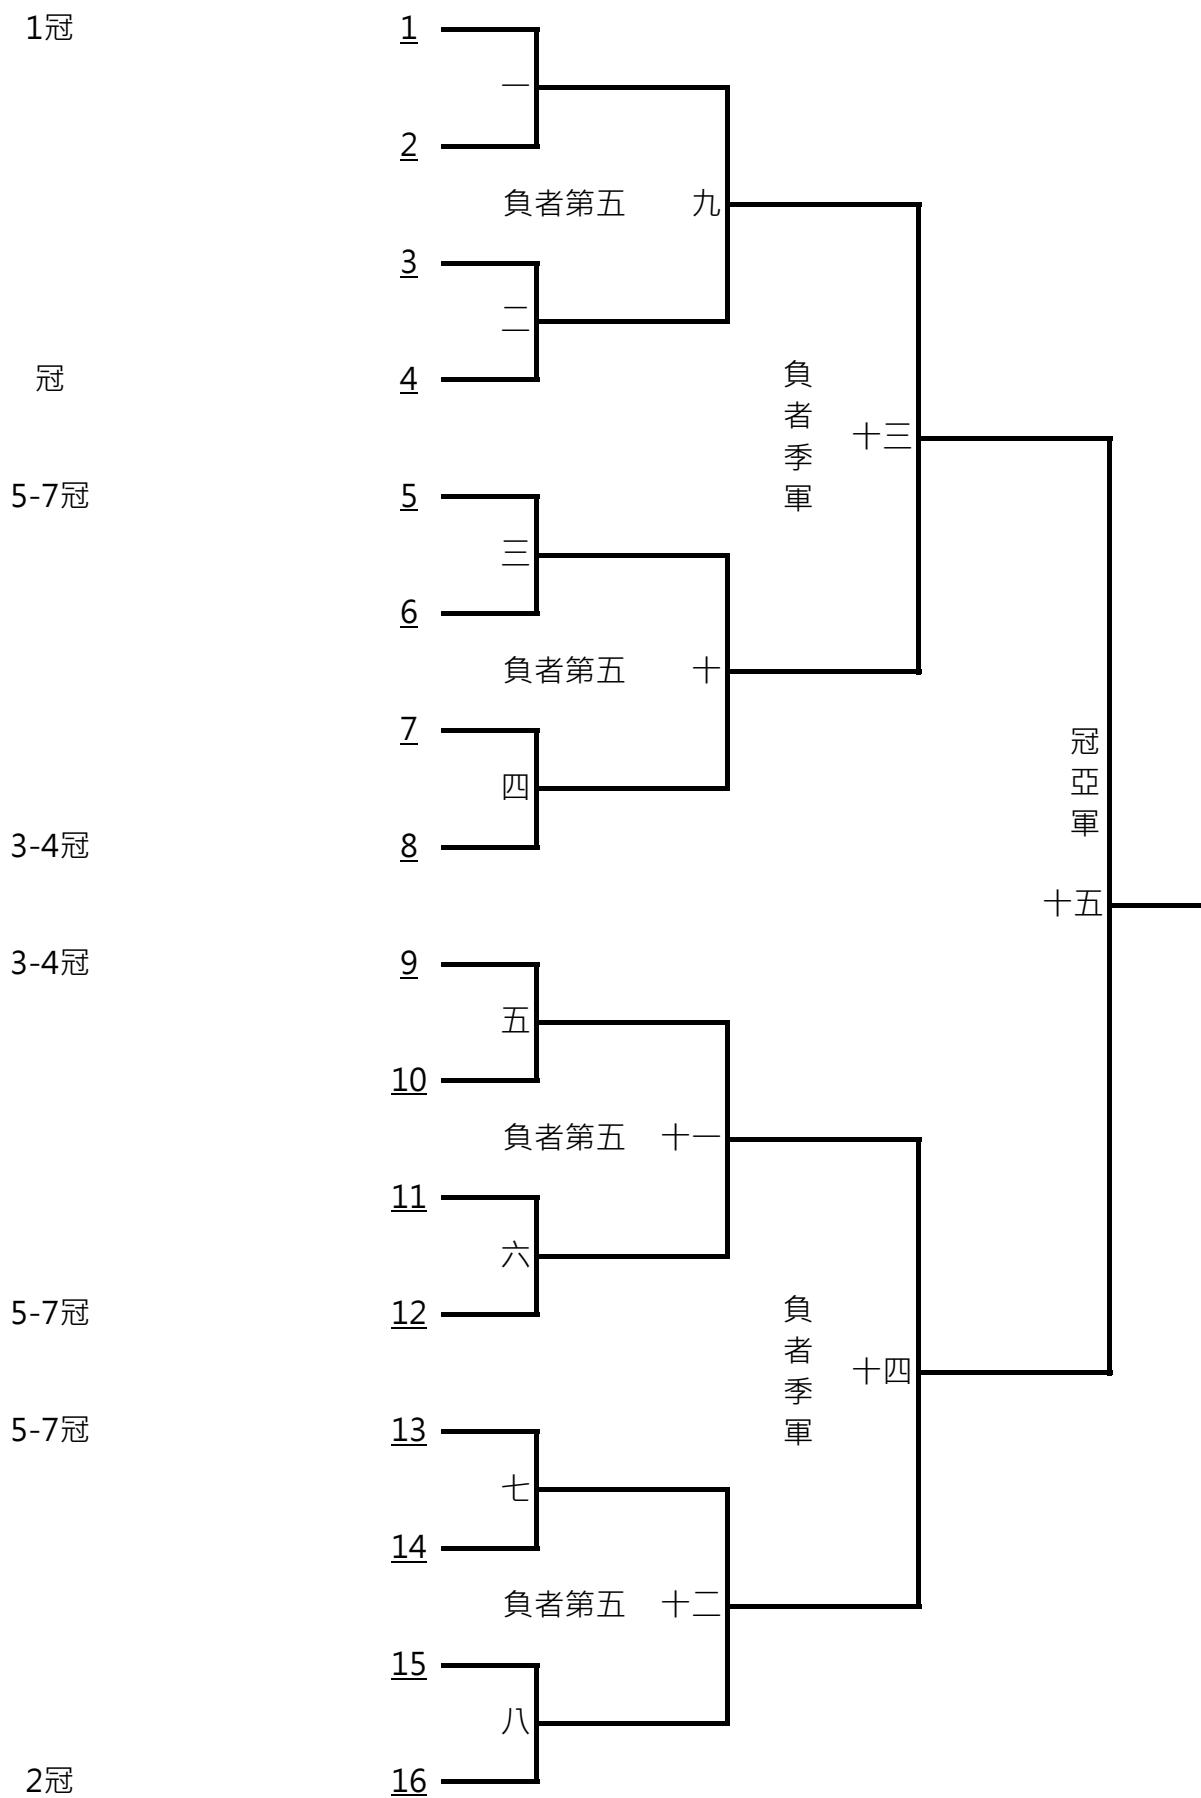 1冠 1
一
2
負者第五 九
3
二
冠 4
負者季軍
十三
5-7冠 5
三
6
負者第五 十
7
四
冠亞軍
3-4冠 8
十五
3-4冠 9
五
10
負者第五 十一
11
六
5-7冠 12
負者季軍
十四
5-7冠 13
七
14
負者第五 十二
15
八
2冠 16